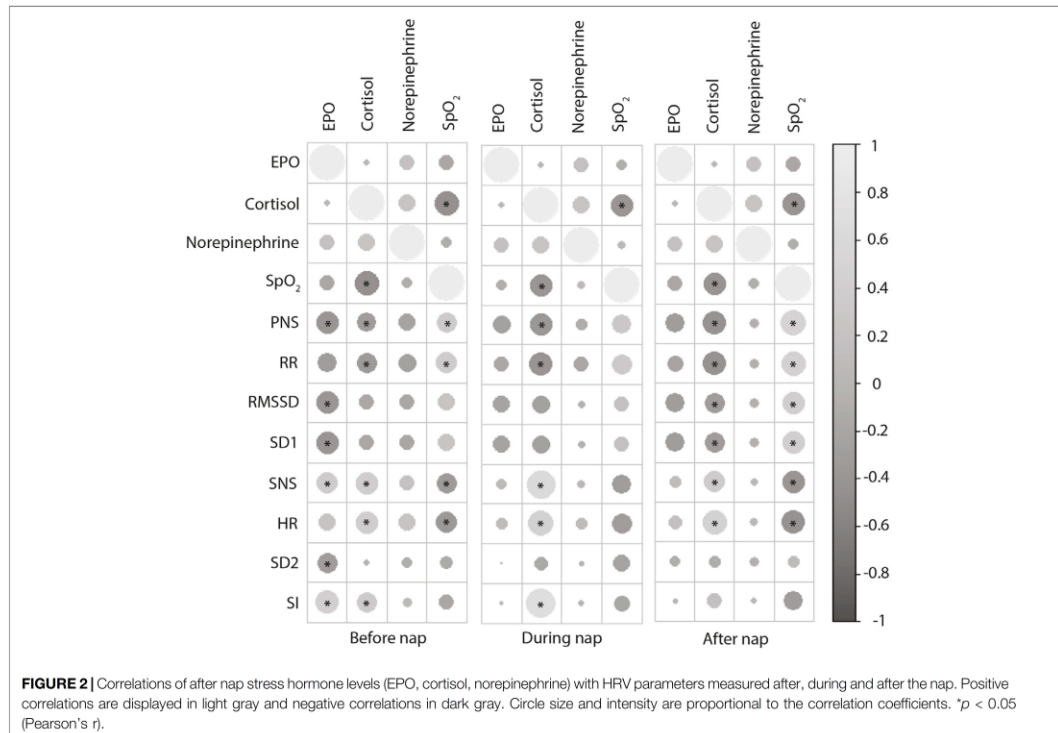 EPO Cortisol Norepinephrine SpO₂ EPO Cortisol Norepinephrine SpO₂ EPO Cortisol Norepinephrine SpO₂
EPO
Cortisol * * *
Norepinephrine
SpO₂ * * *
PNS * * * * * *
RR * * * * *
RMSSD * * *
SD1 * * *
SNS * * * * * *
HR * * * * *
SD2 *
SI * * *
1
0.8
0.6
0.4
0.2
0
-0.2
-0.4
-0.6
-0.8
-1
Before nap During nap After nap
FIGURE 2 | Correlations of after nap stress hormone levels (EPO, cortisol, norepinephrine) with HRV parameters measured after, during and after the nap. Positive
correlations are displayed in light gray and negative correlations in dark gray. Circle size and intensity are proportional to the correlation coefficients. *p < 0.05
(Pearson's r).